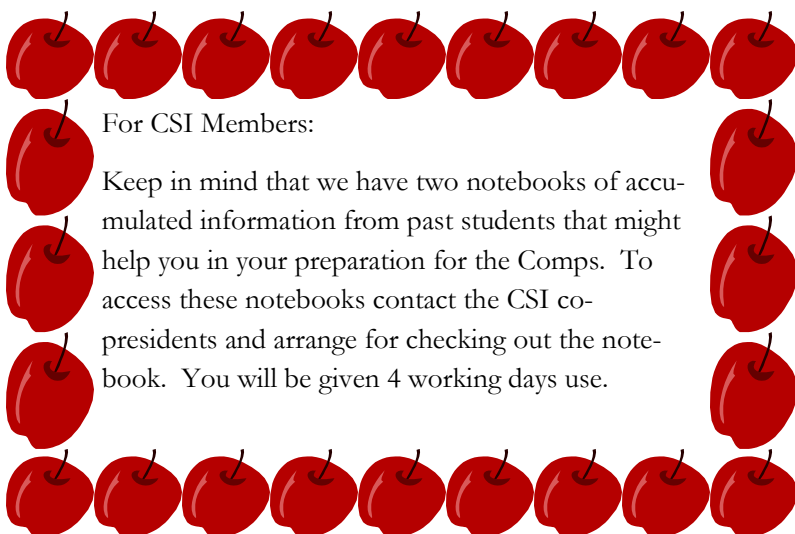 For CSI Members:
Keep in mind that we have two notebooks of accu-
mulated information from past students that might
help you in your preparation for the Comps.  To
access these notebooks contact the CSI co-
presidents and arrange for checking out the note-
book.  You will be given 4 working days use.